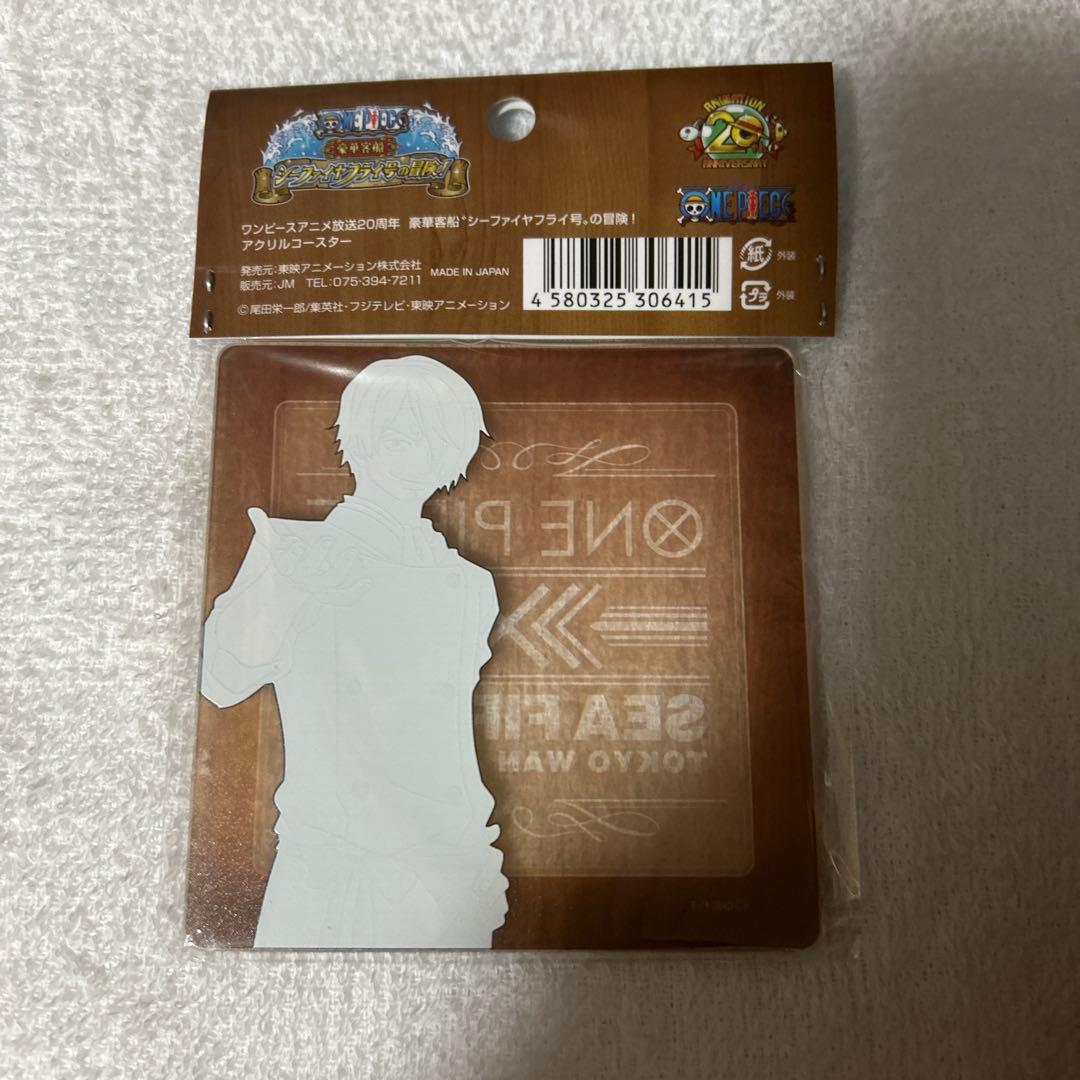 ONE PIECE
豪華客船
シーファイヤフライ号の冒険!
ANIMATION
20th
ANNIVERSARY
ONE PIECE
ワンピースアニメ放送20周年 豪華客船〝シーファイヤフライ号〟の冒険!
アクリルコースター
発売元:東映アニメーション株式会社
販売元:JM TEL:075-394-7211
MADE IN JAPAN
©尾田栄一郎/集英社・フジテレビ・東映アニメーション
4 580325 306415
紙 外装
プラ 外装
ONE PI
SEA FIR
TOKYO WAN